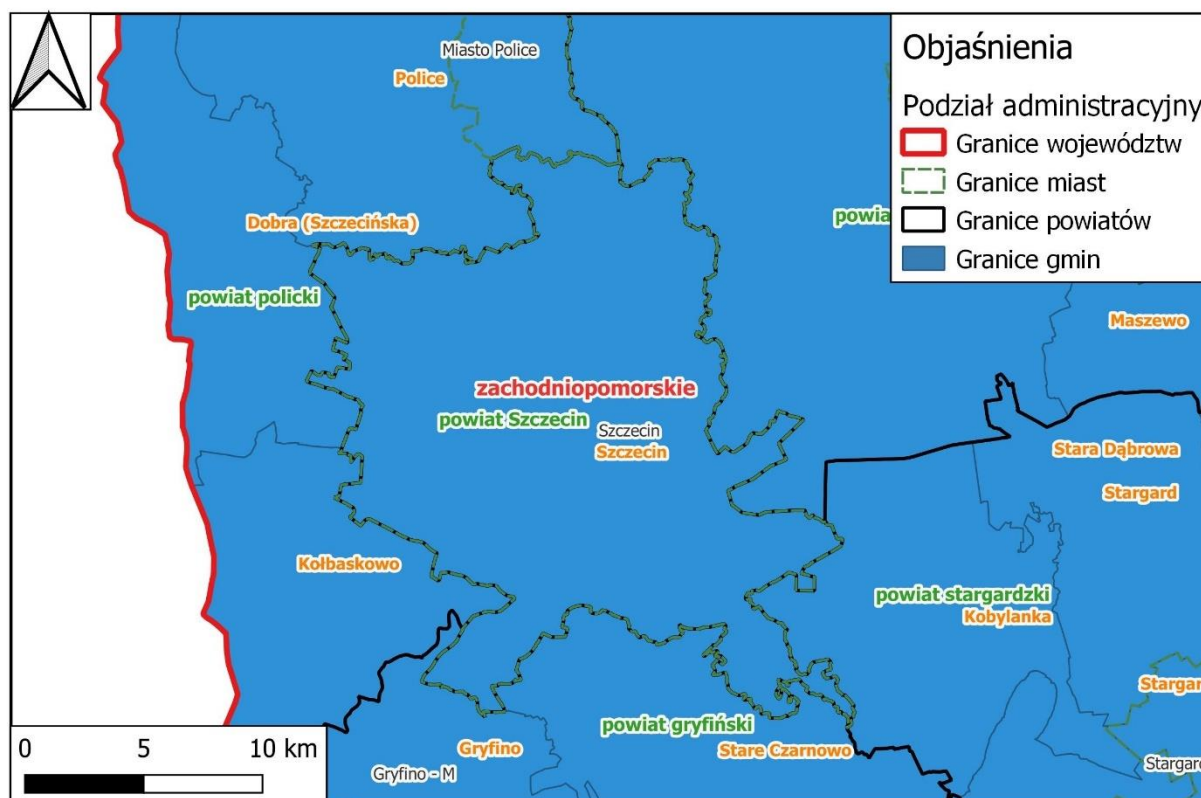 Miasto Police
Police
Dobra (Szczecińska)
powiat policki
zachodniopomorskie
powiat Szczecin
Szczecin
Szczecin
Kołbaskowo
powiat gryfiński
Gryfino
Stare Czarnowo
Gryfino - M
powia
Maszewo
Stara Dąbrowa
Stargard
powiat stargardzki
Kobylanka
Stargar
Stargard
Objaśnienia
Podział administracyjny
Granice województw
Granice miast
Granice powiatów
Granice gmin
0 5 10 km